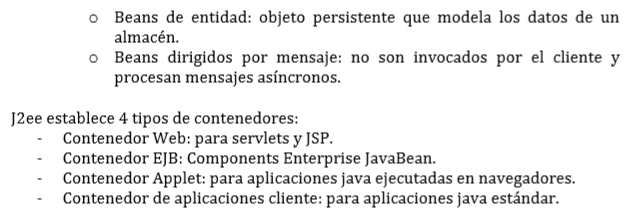 o Beans de entidad: objeto persistente que modela los datos de un
almacén.
o Beans dirigidos por mensaje: no son invocados por el cliente y
procesan mensajes asíncronos.
J2ee establece 4 tipos de contenedores:
- Contenedor Web: para servlets y JSP.
- Contenedor EJB: Components Enterprise JavaBean.
- Contenedor Applet: para aplicaciones java ejecutadas en navegadores.
- Contenedor de aplicaciones cliente: para aplicaciones java estándar.